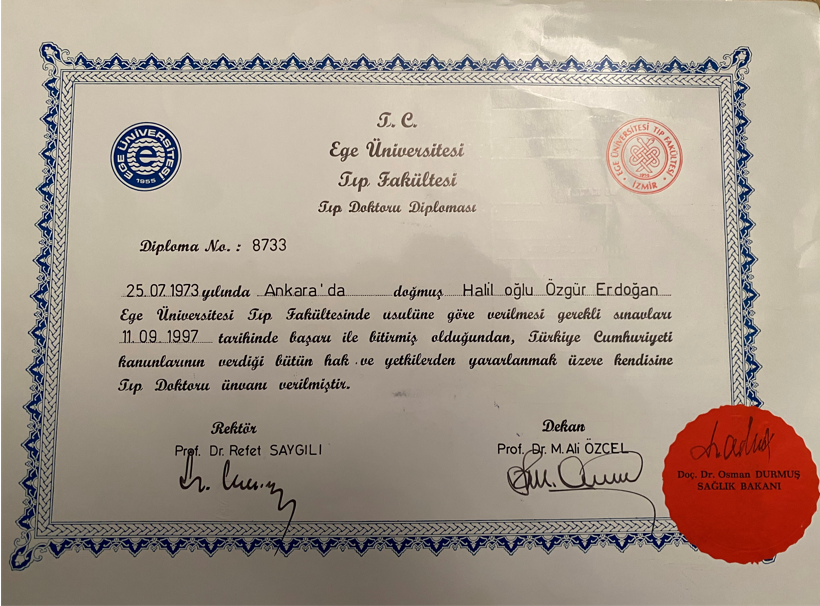 T. C.
Ege Üniversitesi
Tıp Fakültesi
Tıp Doktoru Diploması
EGE ÜNİVERSİTESİ
e
1955
EGE ÜNİVERSİTESİ TIP FAKÜLTESİ
İZMİR
Diploma No. : 8733
25.07.1973 yılında Ankara'da doğmuş Halil oğlu Özgür Erdoğan
Ege Üniversitesi Tıp Fakültesinde usulüne göre verilmesi gerekli sınavları
11.09.1997 tarihinde başarı ile bitirmiş olduğundan, Türkiye Cumhuriyeti
kanunlarının verdiği bütün hak ve yetkilerden yararlanmak üzere kendisine
Tıp Doktoru ünvanı verilmiştir.
Rektör
Prof. Dr. Refet SAYGILI
Dekan
Prof. Dr. M. Ali ÖZCEL
Doç. Dr. Osman DURMUŞ
SAĞLIK BAKANI